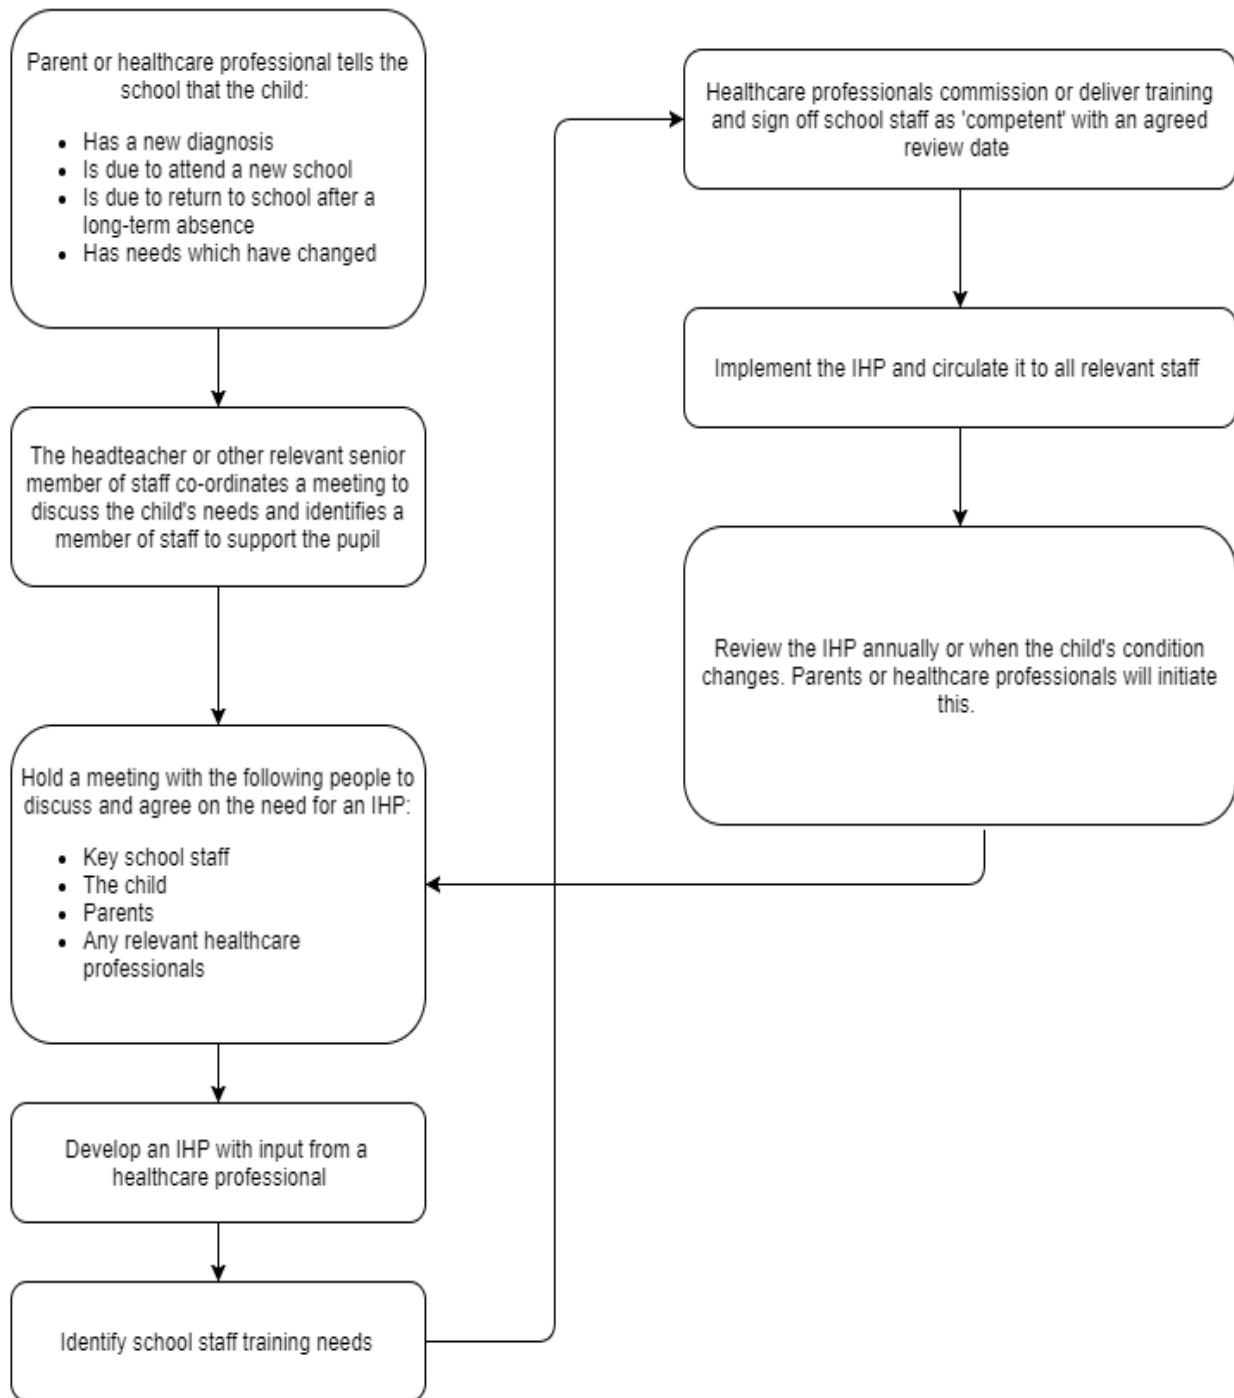 Parent or healthcare professional tells the
school that the child:
• Has a new diagnosis
• Is due to attend a new school
• Is due to return to school after a
long-term absence
• Has needs which have changed
The headteacher or other relevant senior
member of staff co-ordinates a meeting to
discuss the child's needs and identifies a
member of staff to support the pupil
Hold a meeting with the following people to
discuss and agree on the need for an IHP:
• Key school staff
• The child
• Parents
• Any relevant healthcare
professionals
Develop an IHP with input from a
healthcare professional
Identify school staff training needs
Healthcare professionals commission or deliver training
and sign off school staff as 'competent' with an agreed
review date
Implement the IHP and circulate it to all relevant staff
Review the IHP annually or when the child's condition
changes. Parents or healthcare professionals will initiate
this.